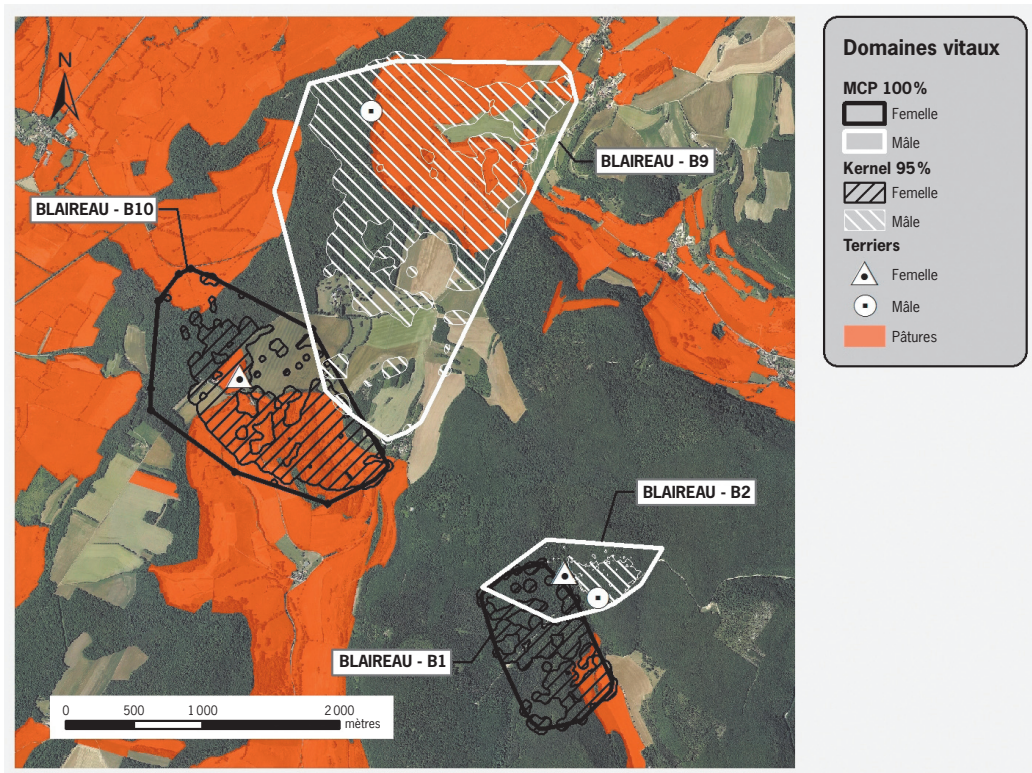 N
BLAIREAU - B9
BLAIREAU - B10
BLAIREAU - B2
BLAIREAU - B1
0 500 1 000 2 000
mètres
Domaines vitaux
MCP 100 %
Femelle
Mâle
Kernel 95 %
Femelle
Mâle
Terriers
Femelle
Mâle
Pâtures